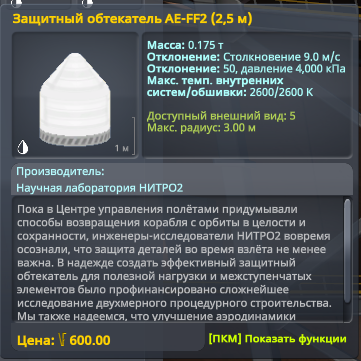 Защитный обтекатель AE-FF2 (2,5 м)
Масса: 0.175 т
Отклонение: Столкновение 9.0 м/с
Отклонение: 50, давление 4,000 кПа
Макс. темп. внутренних
систем/обшивки: 2600/2600 К
Доступный внешний вид: 5
Макс. радиус: 3.00 м
1 м
Производитель:
Научная лаборатория НИТРО2
Пока в Центре управления полётами придумывали
способы возвращения корабля с орбиты в целости и
сохранности, инженеры-исследователи НИТРО2 вовремя
осознали, что защита деталей во время взлёта не менее
важна. В надежде создать эффективный защитный
обтекатель для полезной нагрузки и межступенчатых
элементов было профинансировано сложнейшее
исследование двухмерного процедурного строительства.
Мы также надеемся, что улучшение аэродинамики
Цена: 600.00
[ПКМ] Показать функции